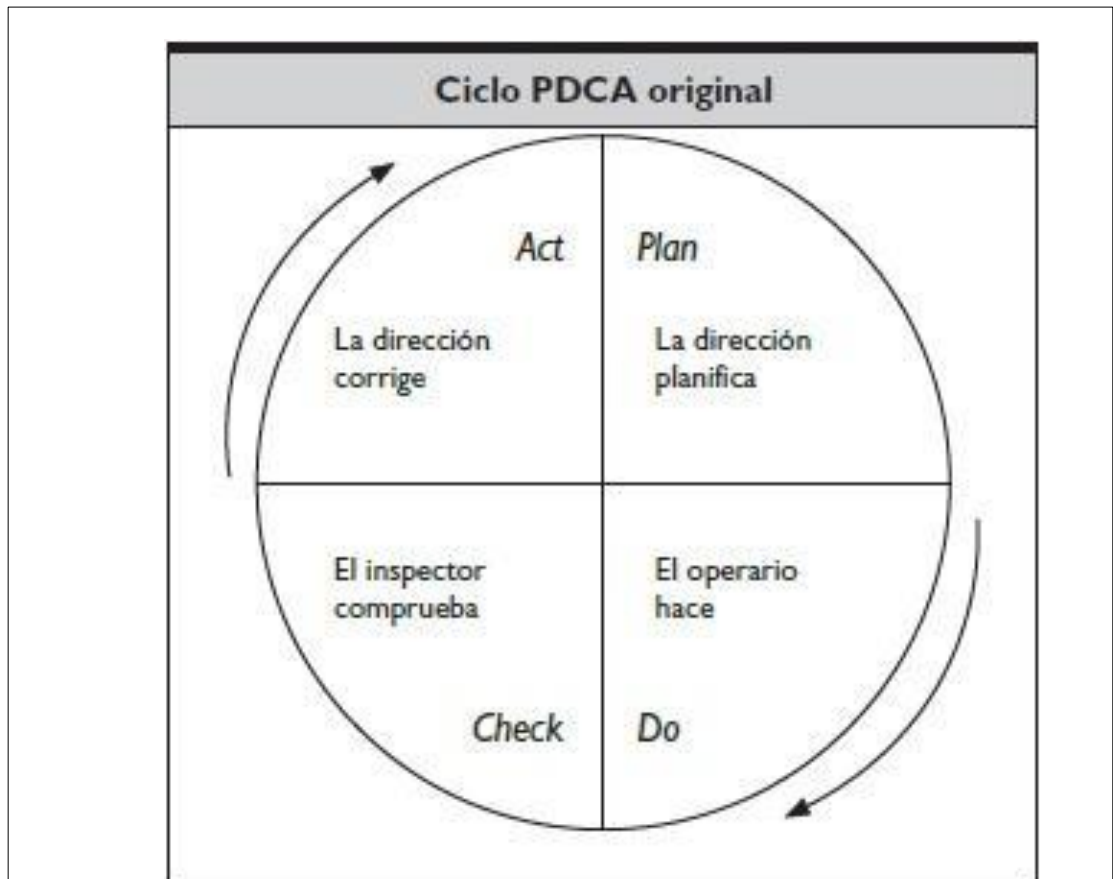 Ciclo PDCA original
Act
Plan
La dirección
corrige
La dirección
planifica
El inspector
comprueba
El operario
hace
Check
Do